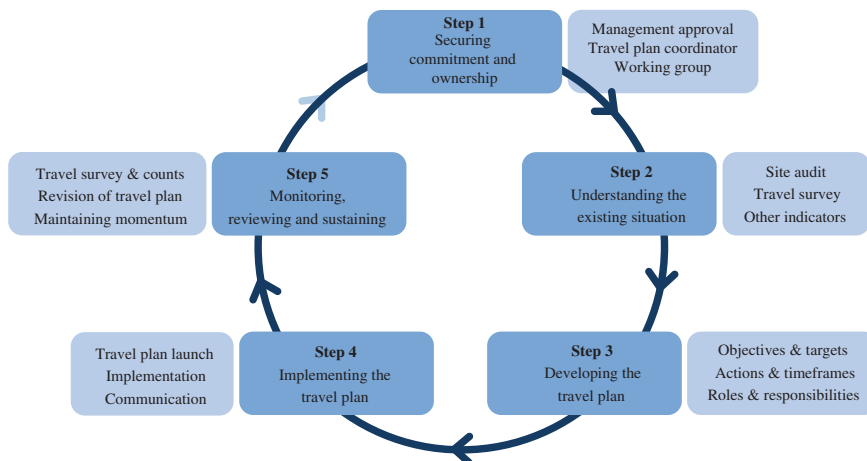 Step 1
Securing
commitment and
ownership
Management approval
Travel plan coordinator
Working group
Step 2
Understanding the
existing situation
Site audit
Travel survey
Other indicators
Step 3
Developing the
travel plan
Objectives & targets
Actions & timeframes
Roles & responsibilities
Step 4
Implementing the
travel plan
Travel plan launch
Implementation
Communication
Step 5
Monitoring,
reviewing and sustaining
Travel survey & counts
Revision of travel plan
Maintaining momentum